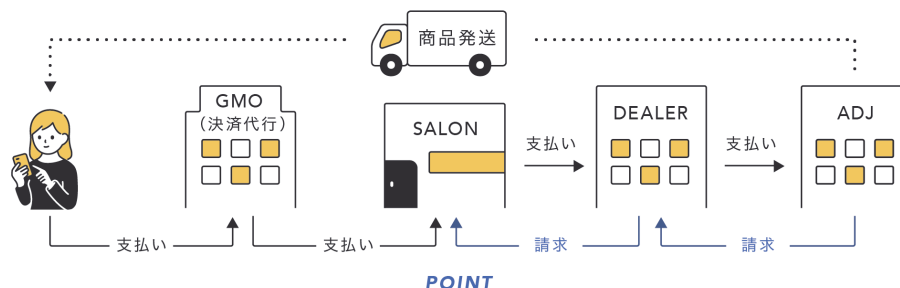 商品発送
GMO
（決済代行）
SALON
DEALER
ADJ
支払い
支払い
支払い
支払い
請求
請求
POINT